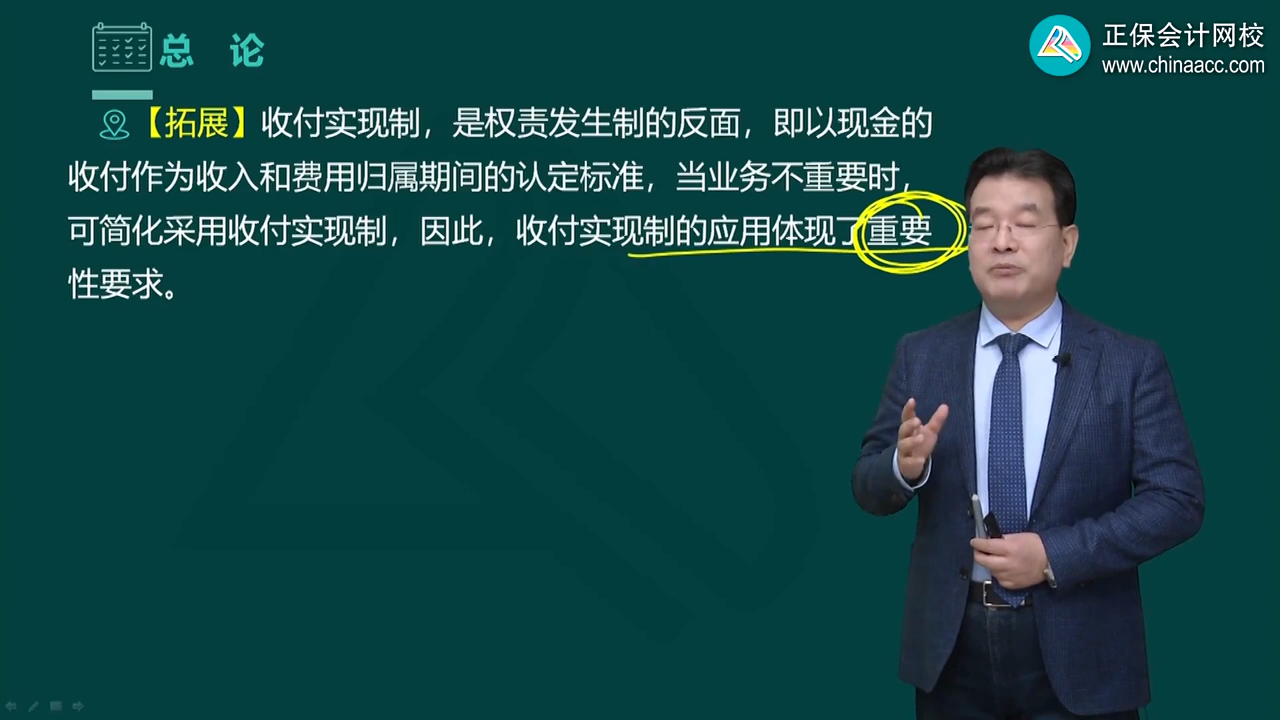 总 论
正保会计网校
www.chinaacc.com
【拓展】收付实现制，是权责发生制的反面，即以现金的
收付作为收入和费用归属期间的认定标准，当业务不重要时，
可简化采用收付实现制，因此，收付实现制的应用体现了重要
性要求。